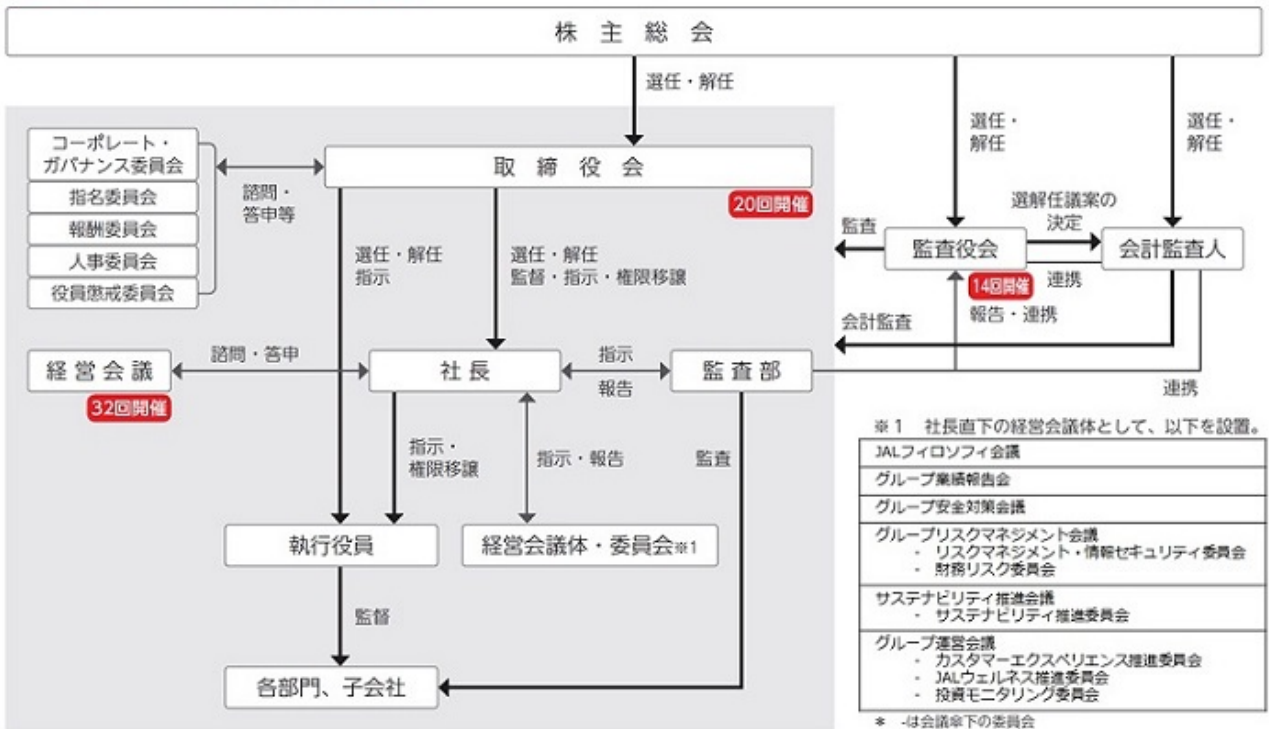 株主総会
選任・解任
選任・
解任
選任・
解任
コーポレート・
ガバナンス委員会
指名委員会
報酬委員会
人事委員会
役員懲戒委員会
諮問・
答申等
取締役会
20回開催
選任・解任
指示
選任・解任
監督・指示・権限移譲
監査
監査役会
14回開催
選解任議案の
決定
会計監査人
連携
報告・連携
会計監査
経営会議
32回開催
諮問・答申
社長
指示
報告
監査部
連携
指示・
権限移譲
指示・報告
監査
執行役員
経営会議体・委員会※1
監督
各部門、子会社
※1 社長直下の経営会議体として、以下を設置。
JALフィロソフィ会議
グループ業績報告会
グループ安全対策会議
グループリスクマネジメント会議
- リスクマネジメント・情報セキュリティ委員会
- 財務リスク委員会
サステナビリティ推進会議
- サステナビリティ推進委員会
グループ運営会議
- カスタマーエクスペリエンス推進委員会
- JALウェルネス推進委員会
- 投資モニタリング委員会
* -は会議傘下の委員会